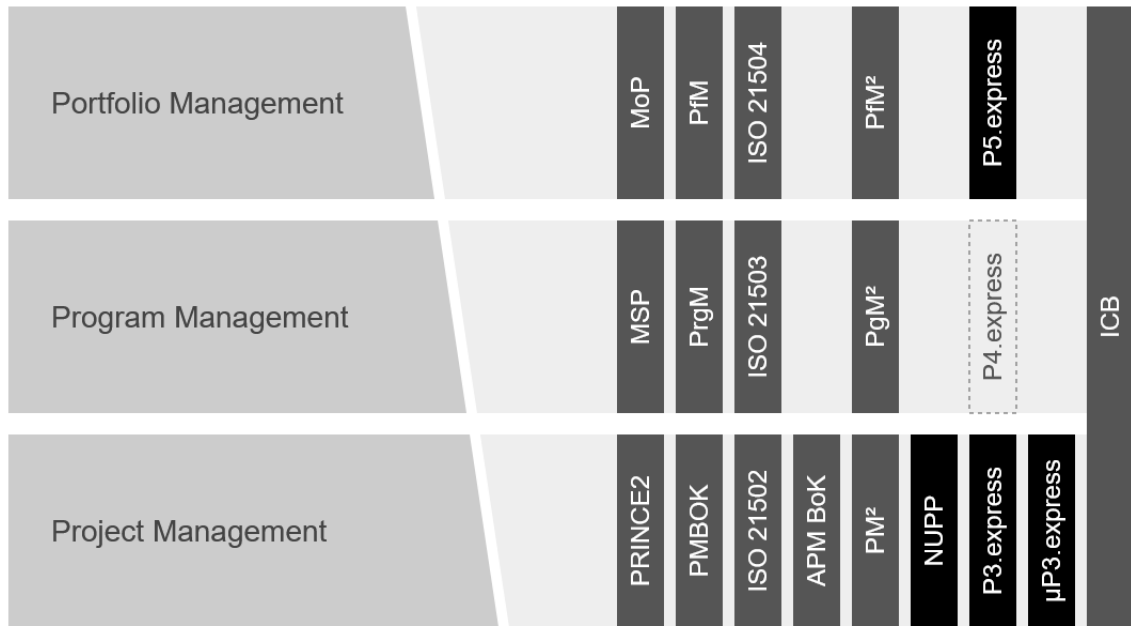 Portfolio Management
MoP
PfM
ISO 21504
PfM²
P5.express
Program Management
MSP
PrgM
ISO 21503
PgM²
P4.express
ICB
Project Management
PRINCE2
PMBOK
ISO 21502
APM BoK
PM²
NUPP
P3.express
µP3.express